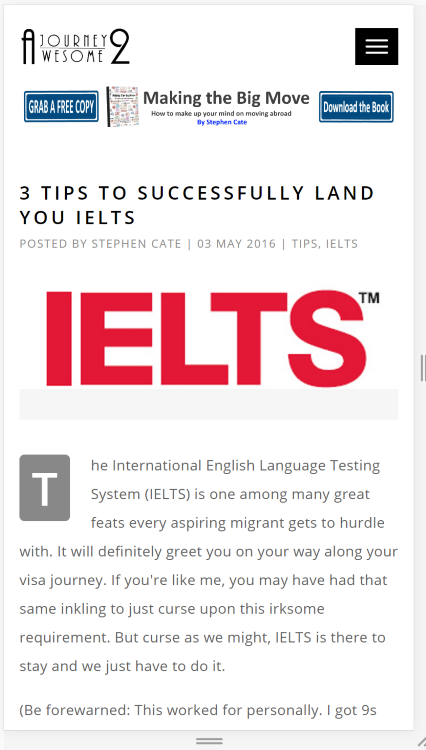 A JOURNEY 2
AWESOME
GRAB A FREE COPY
Making the Big Move
How to make up your mind on moving abroad
By Stephen Cate
Download the Book
3 TIPS TO SUCCESSFULLY LAND
YOU IELTS
POSTED BY STEPHEN CATE | 03 MAY 2016 | TIPS, IELTS
IELTS™
The International English Language Testing
System (IELTS) is one among many great
feats every aspiring migrant gets to hurdle
with. It will definitely greet you on your way along your
visa journey. If you're like me, you may have had that
same inkling to just curse upon this irksome
requirement. But curse as we might, IELTS is there to
stay and we just have to do it.
(Be forewarned: This worked for personally. I got 9s